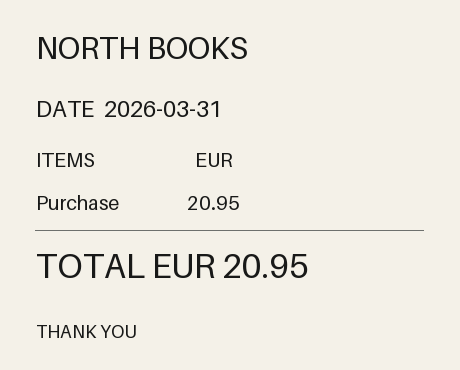 NORTH BOOKS
DATE 2026-03-31
ITEMS EUR
Purchase 20.95
TOTAL EUR 20.95
THANK YOU